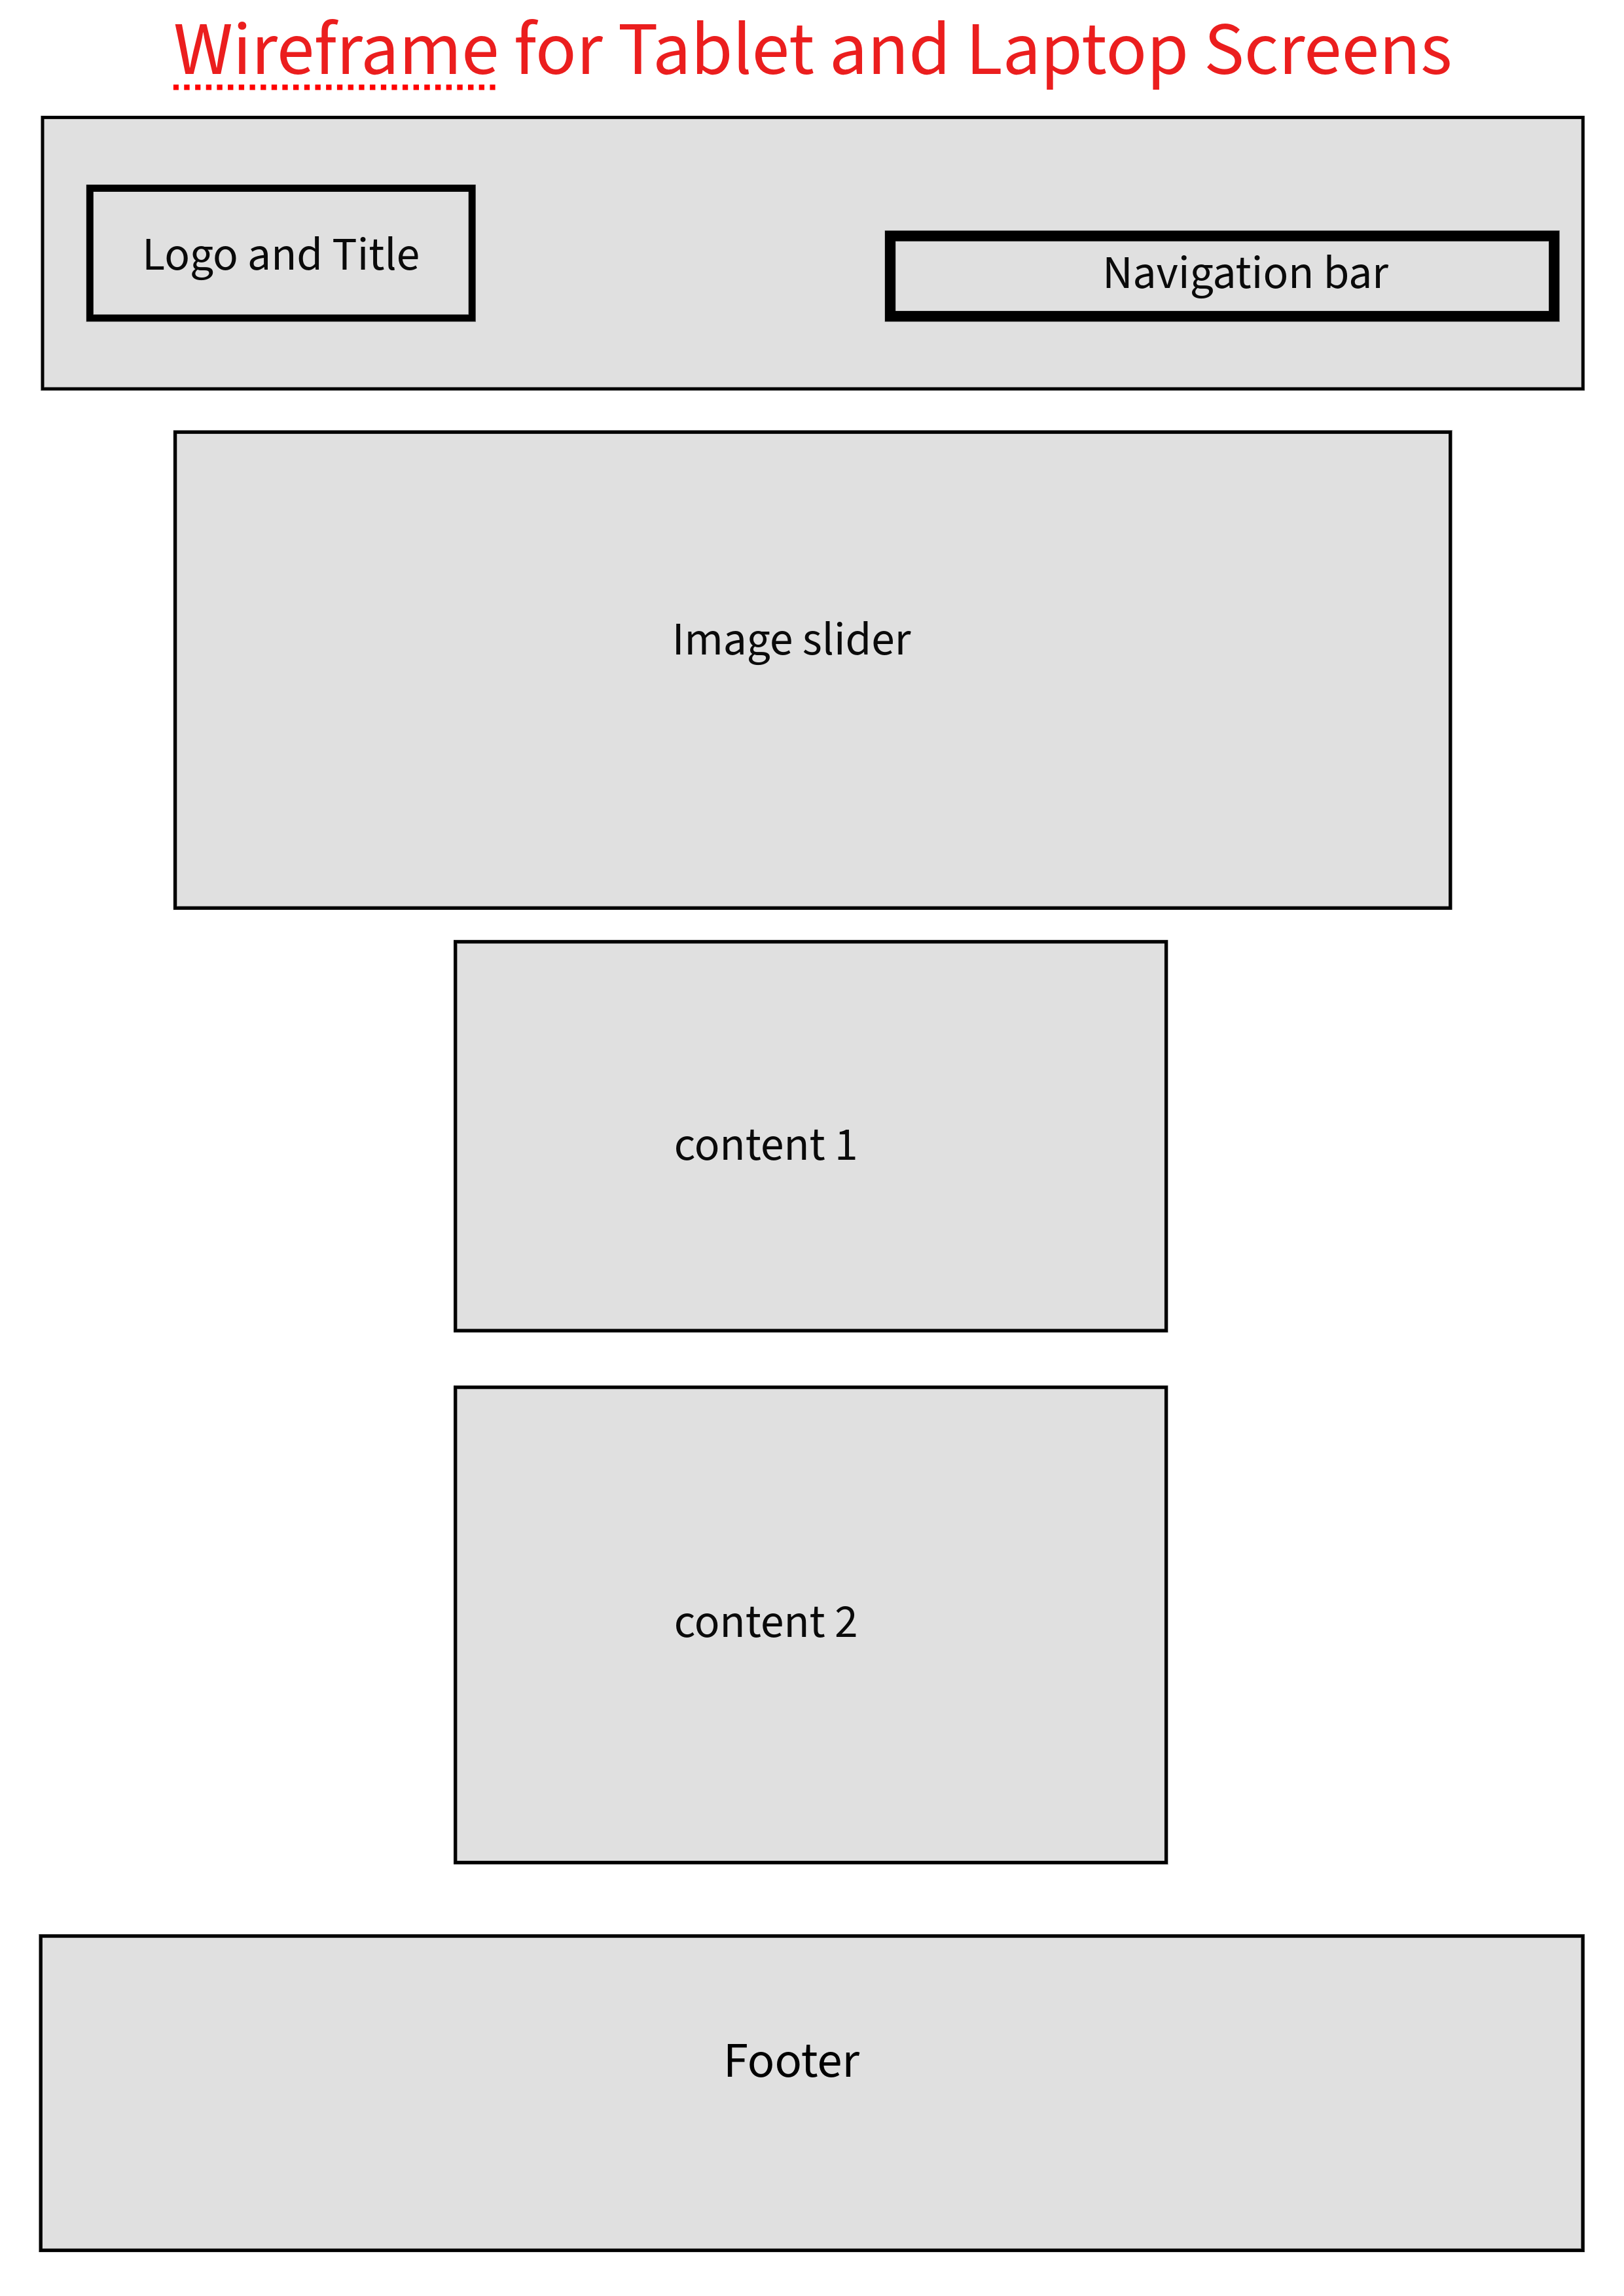 Wireframe for Tablet and Laptop Screens
Logo and Title
Navigation bar
Image slider
content 1
content 2
Footer